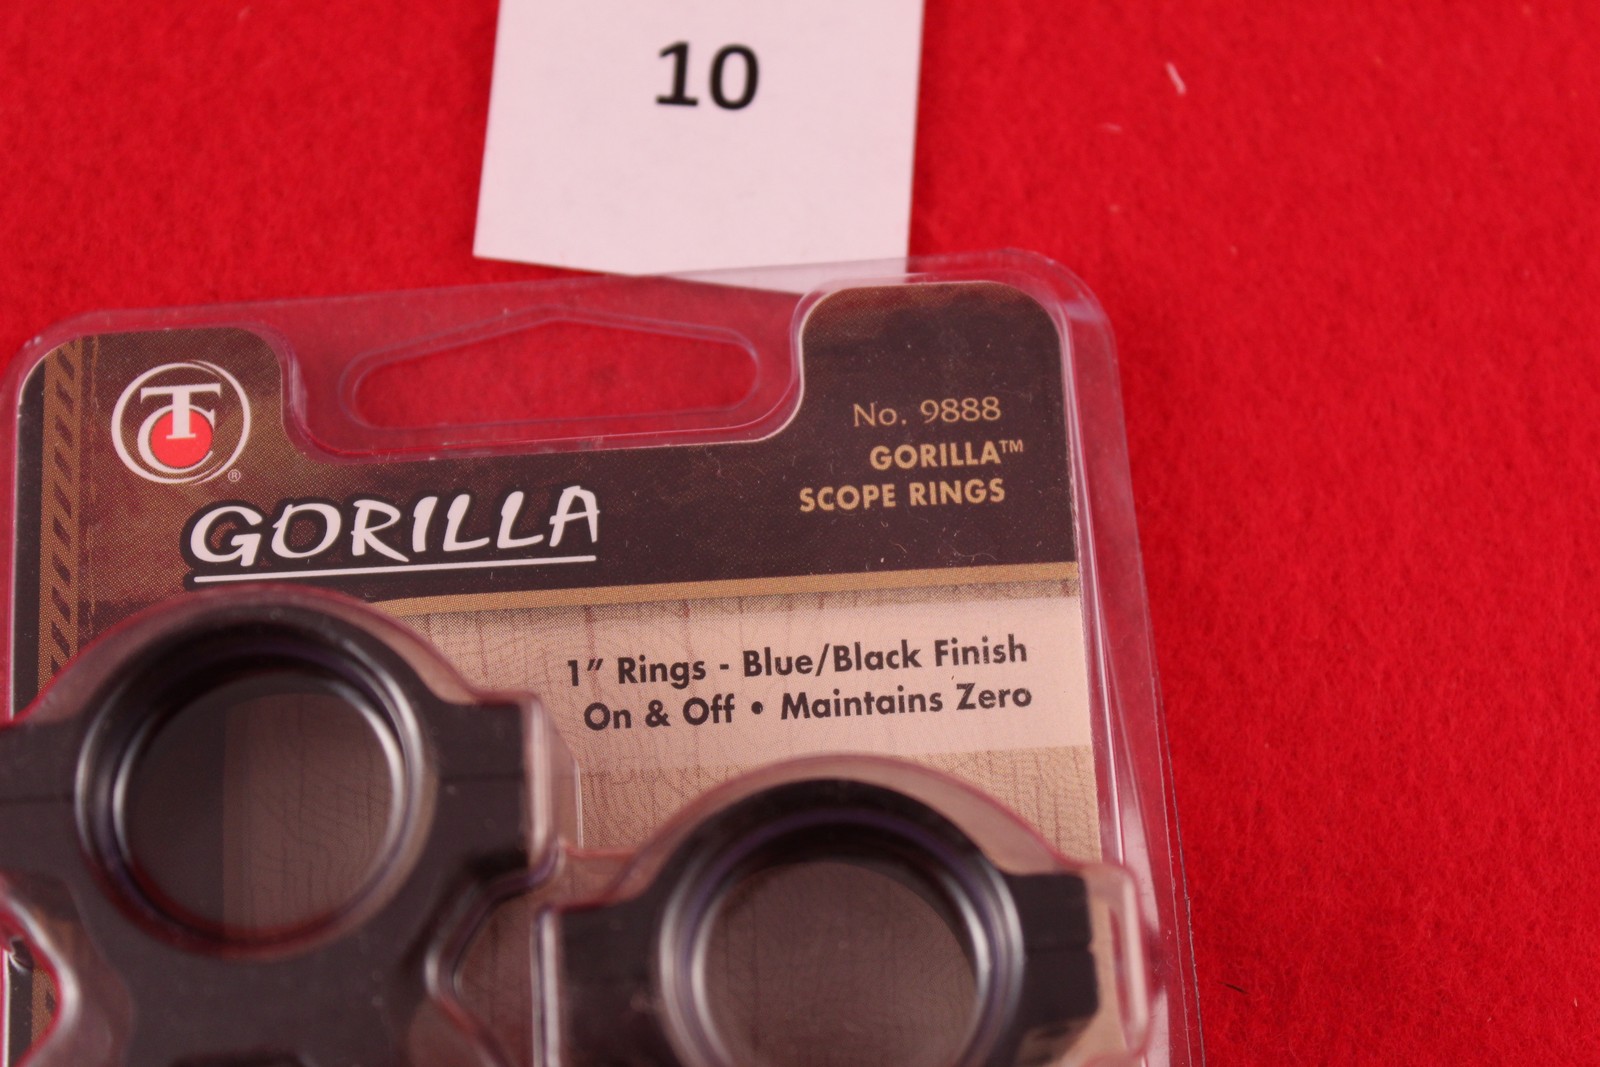 10
TC®
GORILLA
No. 9888
GORILLA™
SCOPE RINGS
1" Rings - Blue/Black Finish
On & Off • Maintains Zero